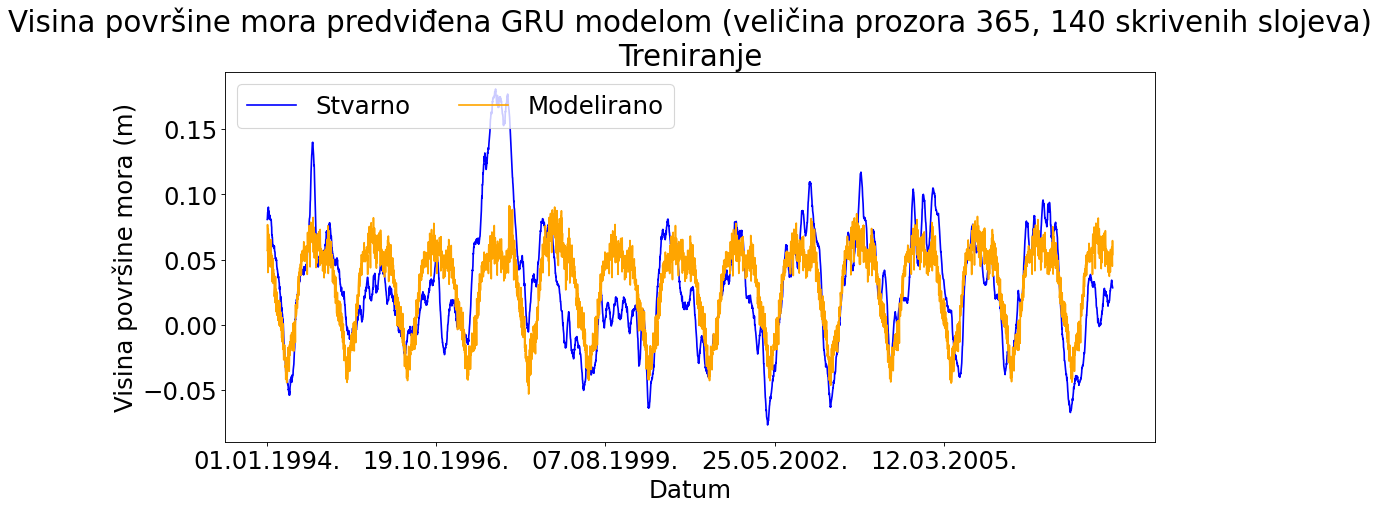 Visina površine mora predviđena GRU modelom (veličina prozora 365, 140 skrivenih slojeva)
Treniranje
Stvarno
Modelirano
Visina površine mora (m)
0.15
0.10
0.05
0.00
−0.05
01.01.1994.
19.10.1996.
07.08.1999.
25.05.2002.
12.03.2005.
Datum